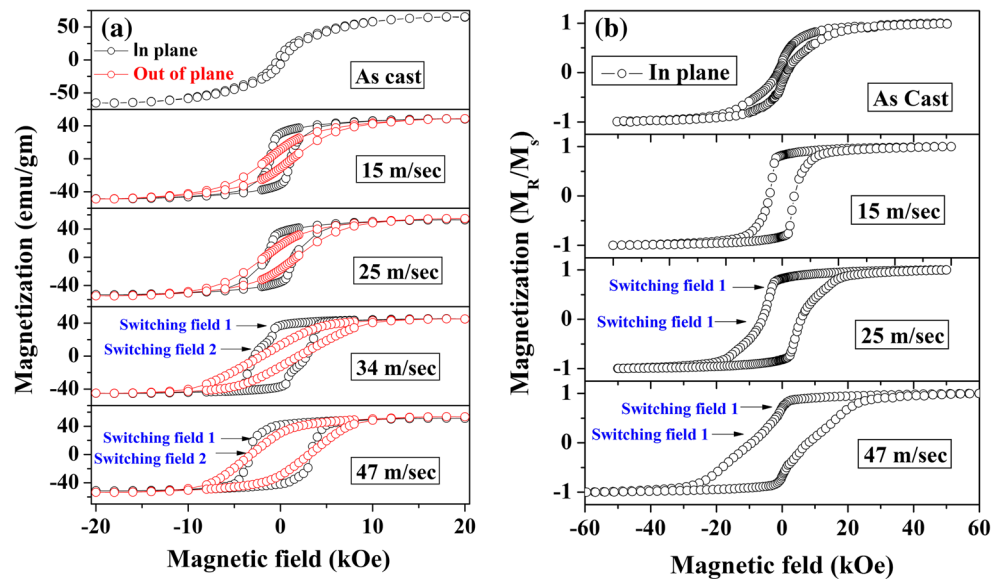 (a)
In plane
Out of plane
As cast
75
50
0
-50
15 m/sec
40
0
-40
25 m/sec
40
0
-40
Switching field 1
Switching field 2
34 m/sec
40
0
-40
Switching field 1
Switching field 2
47 m/sec
40
0
-40
-20
-10
0
10
20
Magnetization (emu/gm)
Magnetic field (kOe)
(b)
In plane
As Cast
1
0
-1
15 m/sec
1
0
-1
Switching field 1
Switching field 1
25 m/sec
1
0
-1
Switching field 1
Switching field 1
47 m/sec
1
0
-1
-60
-40
-20
0
20
40
60
Magnetization (MR/Ms)
Magnetic feld (kOe)